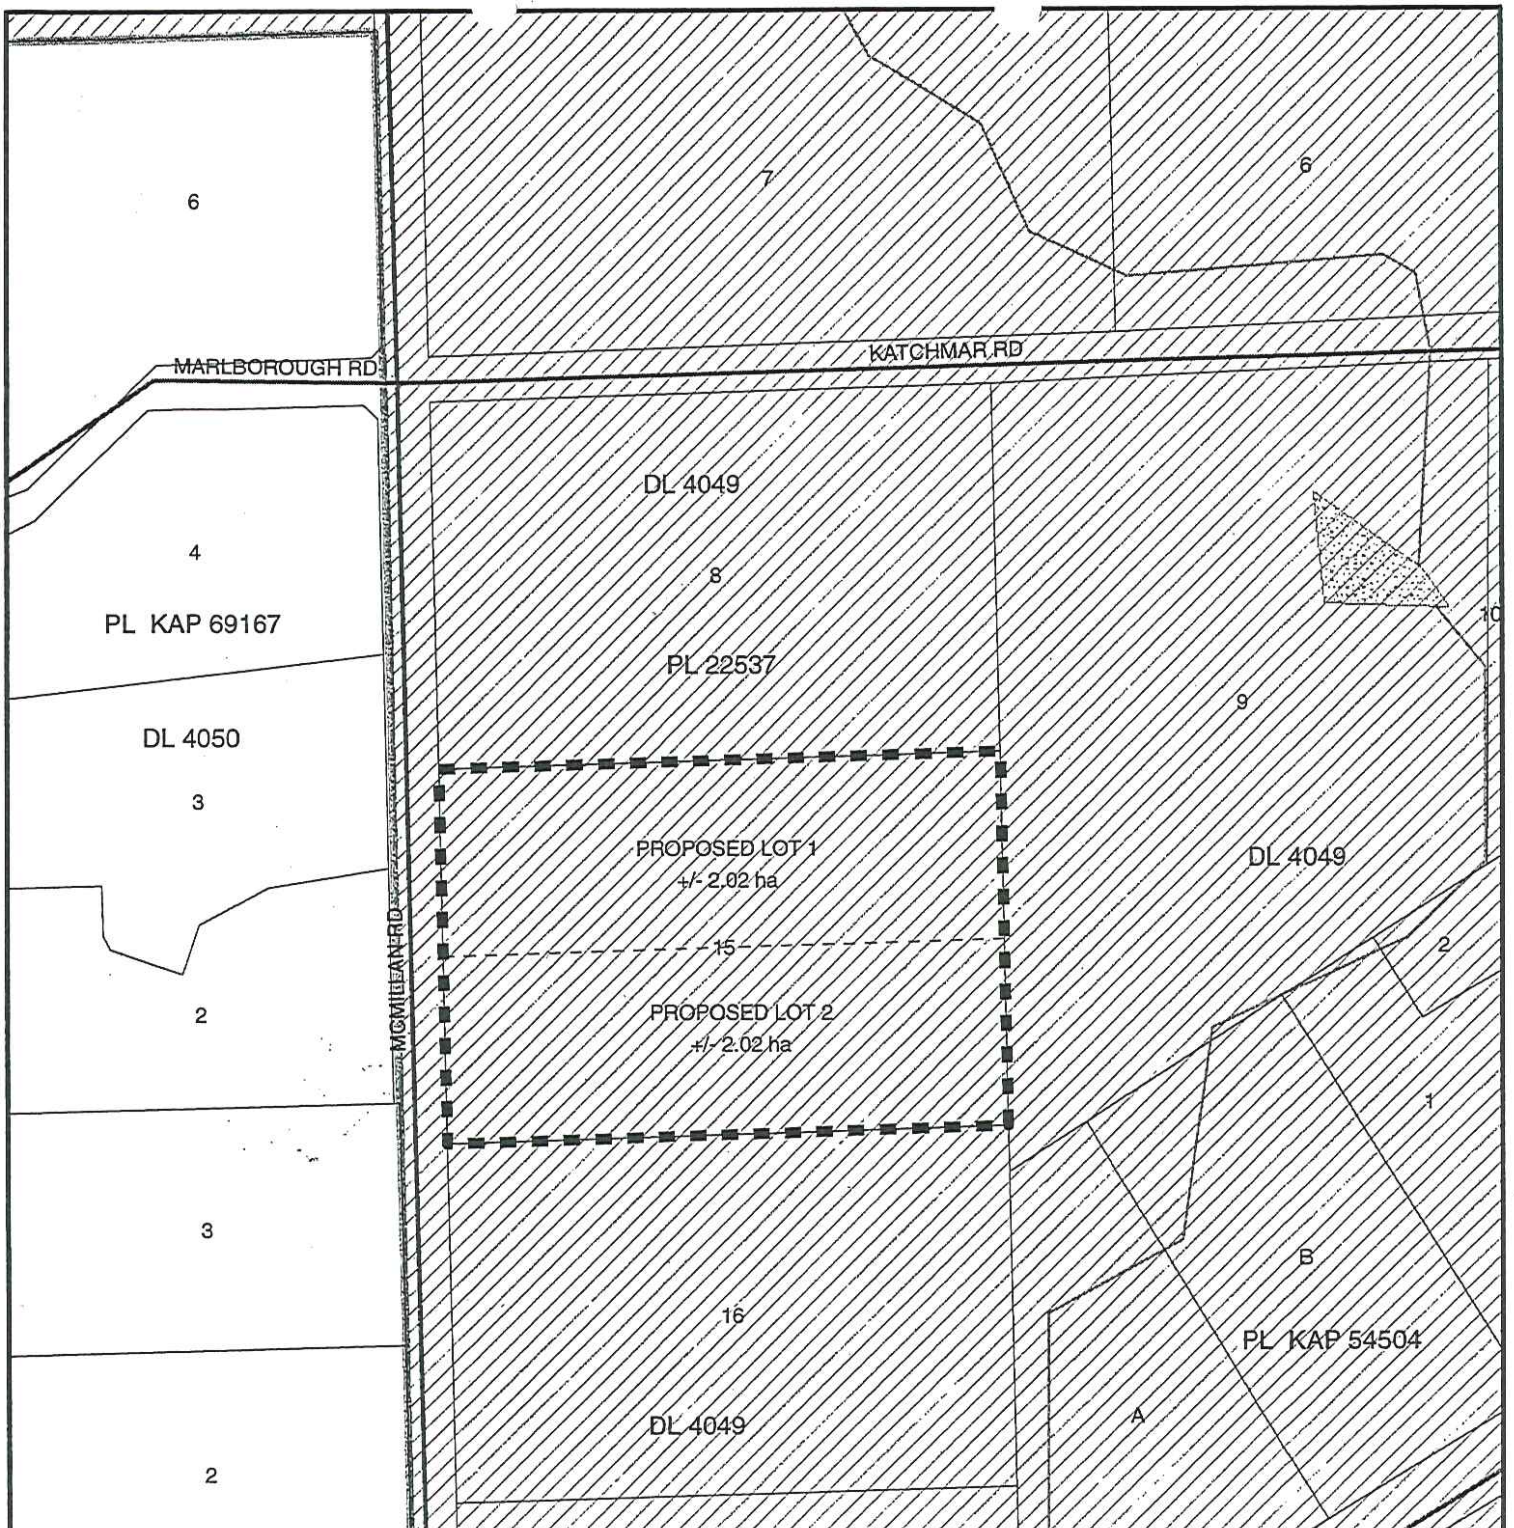 6
7
6
MARLBOROUGH RD
KATCHMAR RD
DL 4049
4
8
PL KAP 69167
10
PL 22537
9
DL 4050
3
PROPOSED LOT 1
+/- 2.02 ha
DL 4049
MCMILLAN RD
15
2
2
PROPOSED LOT 2
+/- 2.02 ha
1
3
B
16
PL KAP 54504
A
DL 4049
2